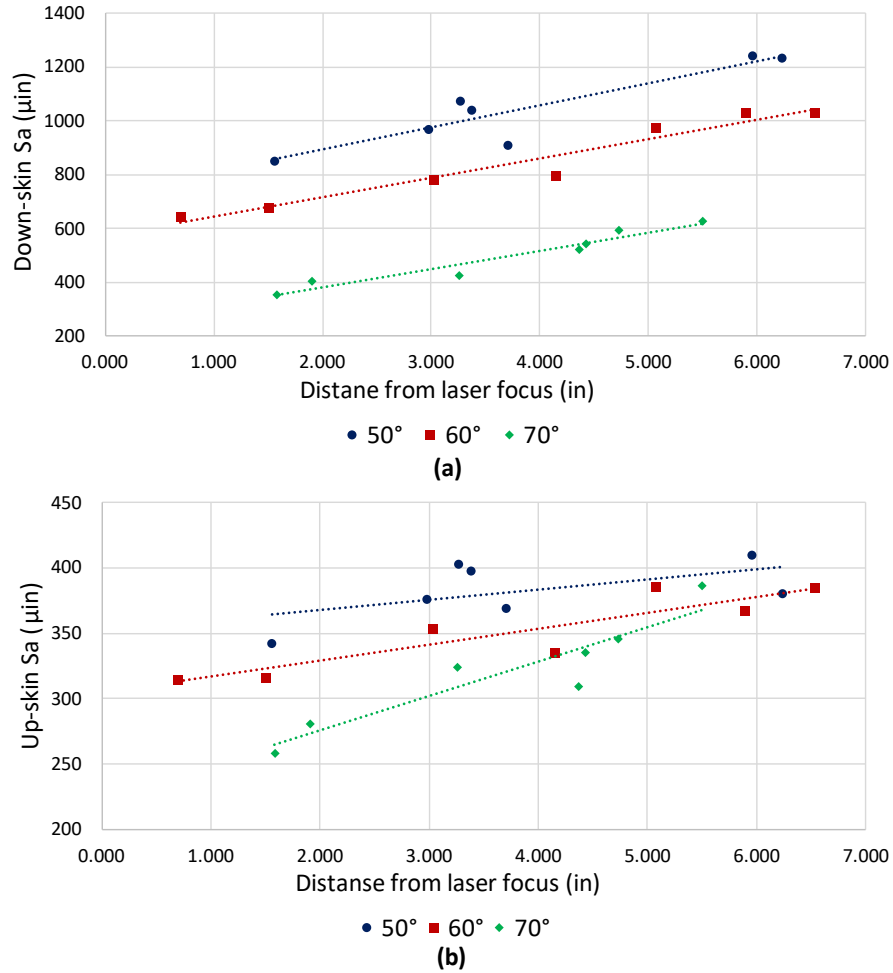 1400
1200
1000
800
600
400
200
Down-skin Sa (µin)
0.000 1.000 2.000 3.000 4.000 5.000 6.000 7.000
Distane from laser focus (in)
50° 60° 70°
(a)
450
400
350
300
250
200
Up-skin Sa (µin)
0.000 1.000 2.000 3.000 4.000 5.000 6.000 7.000
Distanse from laser focus (in)
50° 60° 70°
(b)